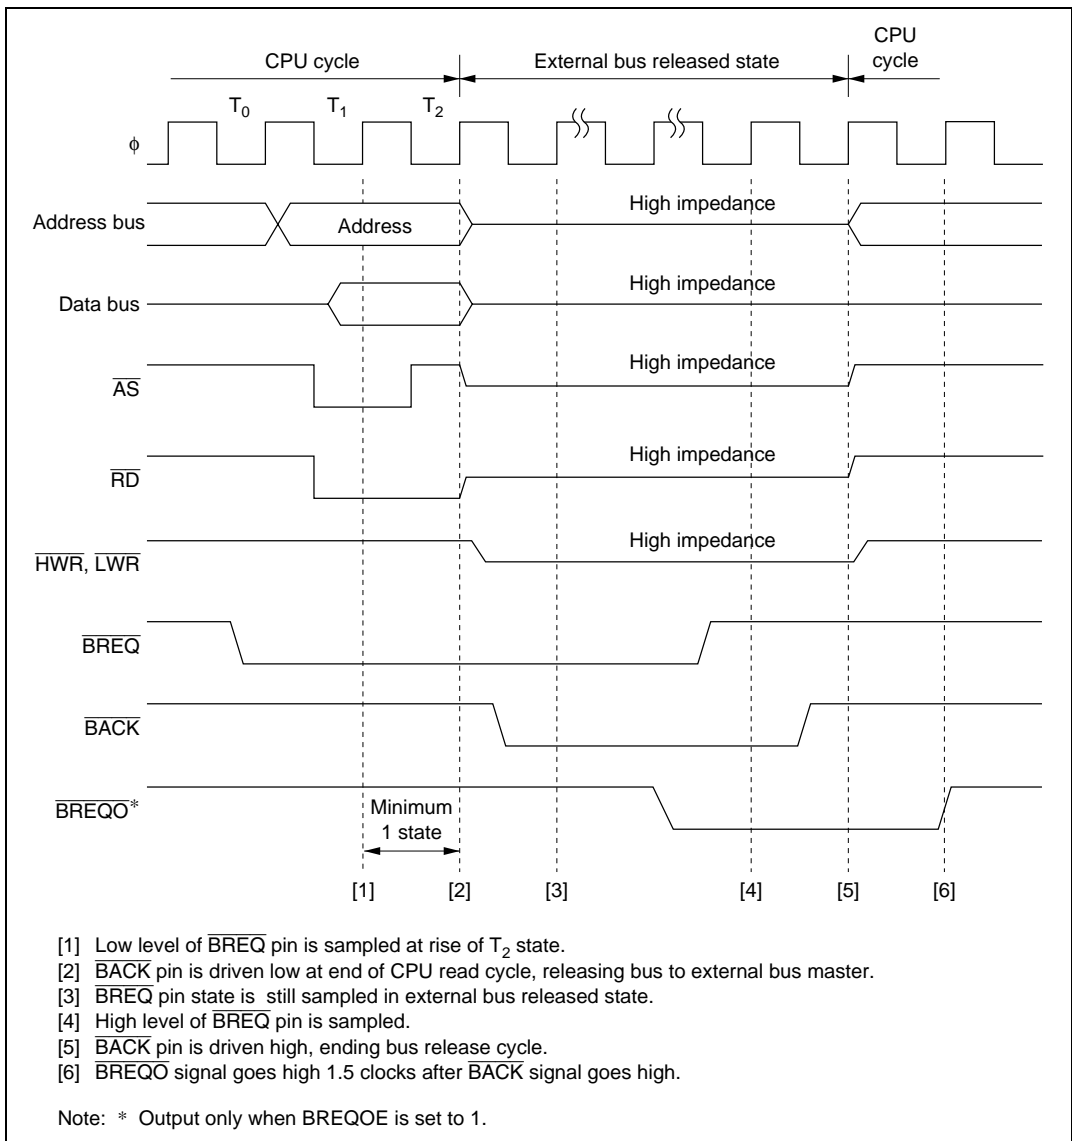 CPU cycle
External bus released state
CPU
cycle
T0
T1
T2
ϕ
Address bus
Address
High impedance
Data bus
High impedance
AS
High impedance
RD
High impedance
HWR, LWR
High impedance
BREQ
BACK
BREQO*
Minimum
1 state
[1]
[2]
[3]
[4]
[5]
[6]
[1] Low level of BREQ pin is sampled at rise of T2 state.
[2] BACK pin is driven low at end of CPU read cycle, releasing bus to external bus master.
[3] BREQ pin state is still sampled in external bus released state.
[4] High level of BREQ pin is sampled.
[5] BACK pin is driven high, ending bus release cycle.
[6] BREQO signal goes high 1.5 clocks after BACK signal goes high.
Note: * Output only when BREQOE is set to 1.